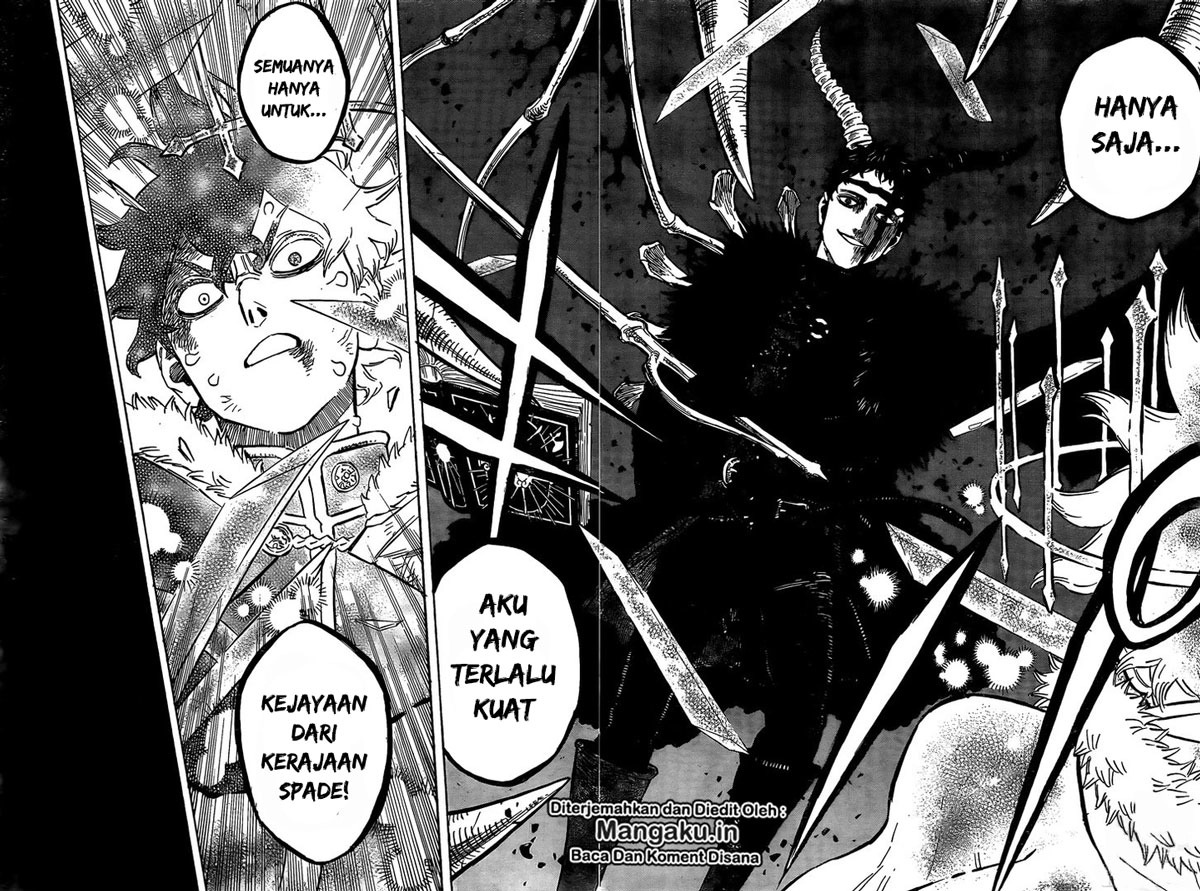 HANYA
SAJA...
AKU
YANG
TERLALU
KUAT
SEMUANYA
HANYA
UNTUK...
KEJAYAAN
DARI
KERAJAAN
SPADE!
Diterjemahkan dan Diedit Oleh :
Mangaku.in
Baca Dan Koment Disana